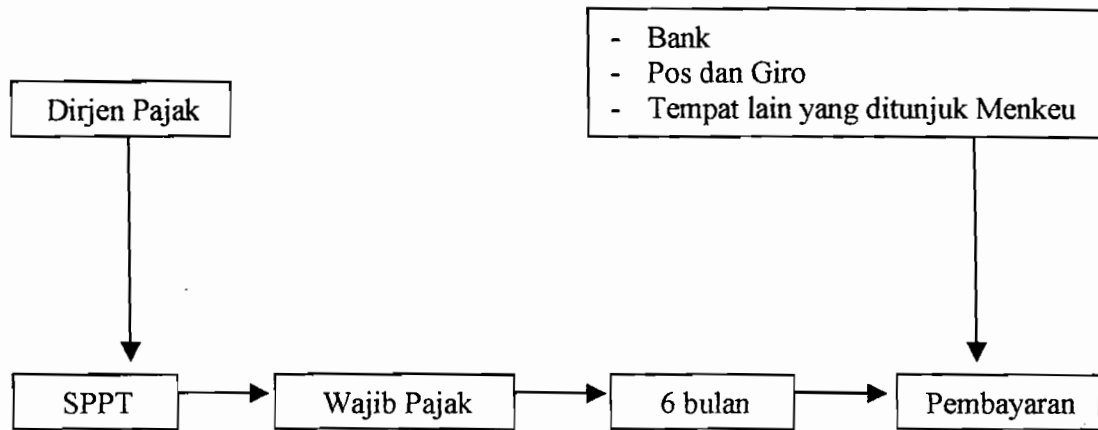 Dirjen Pajak
- Bank
- Pos dan Giro
- Tempat lain yang ditunjuk Menkeu
SPPT
Wajib Pajak
6 bulan
Pembayaran